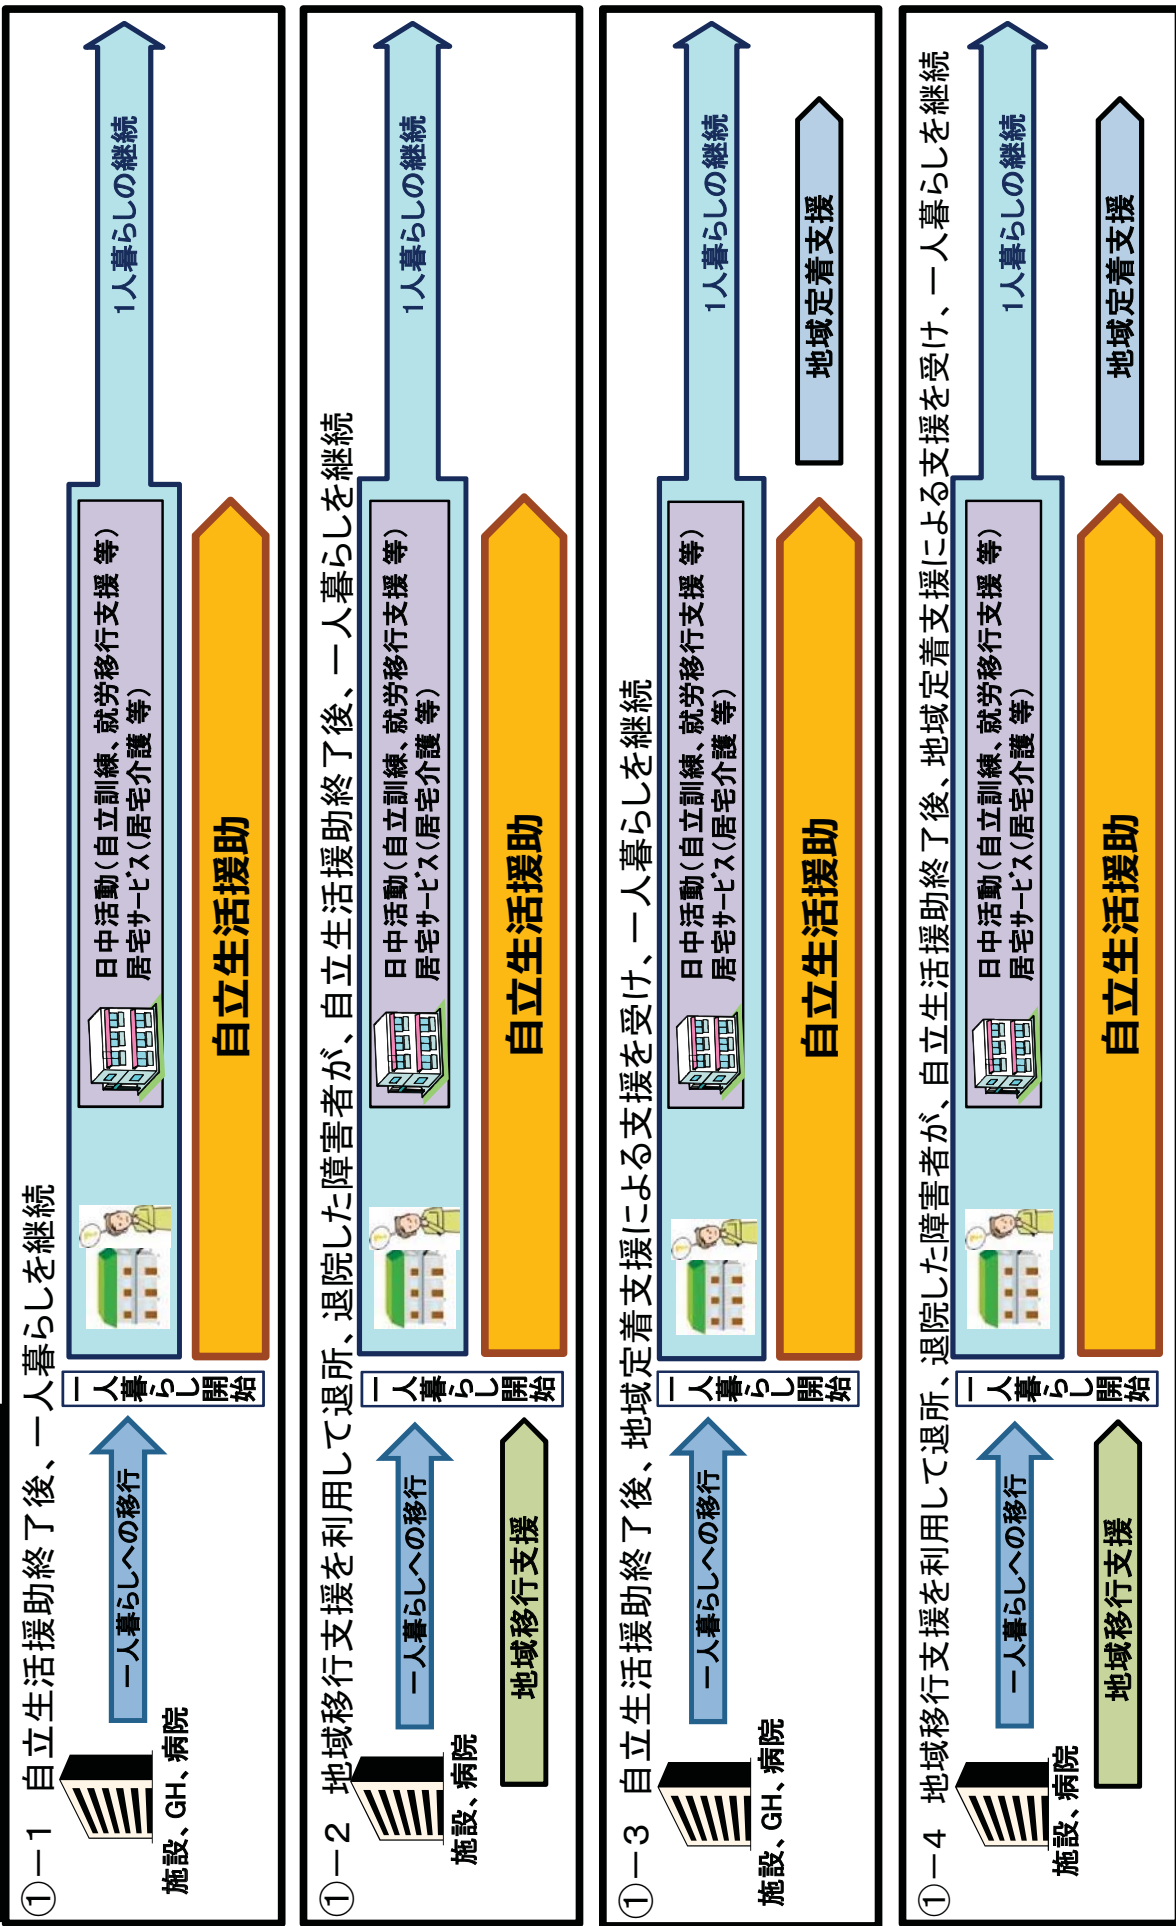 ①－1　自立生活援助終了後、一人暮らしを継続
施設、GH、病院
一人暮らしへの移行
一人暮らし開始
日中活動（自立訓練、就労移行支援 等）
居宅サービス（居宅介護 等）
1人暮らしの継続
自立生活援助
①－2　地域移行支援を利用して退所、退院した障害者が、自立生活援助終了後、一人暮らしを継続
施設、病院
一人暮らしへの移行
地域移行支援
一人暮らし開始
日中活動（自立訓練、就労移行支援 等）
居宅サービス（居宅介護 等）
1人暮らしの継続
自立生活援助
①－3　自立生活援助終了後、地域定着支援による支援を受け、一人暮らしを継続
施設、GH、病院
一人暮らしへの移行
一人暮らし開始
日中活動（自立訓練、就労移行支援 等）
居宅サービス（居宅介護 等）
1人暮らしの継続
自立生活援助
地域定着支援
①－4　地域移行支援を利用して退所、退院した障害者が、自立生活援助終了後、地域定着支援による支援を受け、一人暮らしを継続
施設、病院
一人暮らしへの移行
地域移行支援
一人暮らし開始
日中活動（自立訓練、就労移行支援 等）
居宅サービス（居宅介護 等）
1人暮らしの継続
自立生活援助
地域定着支援